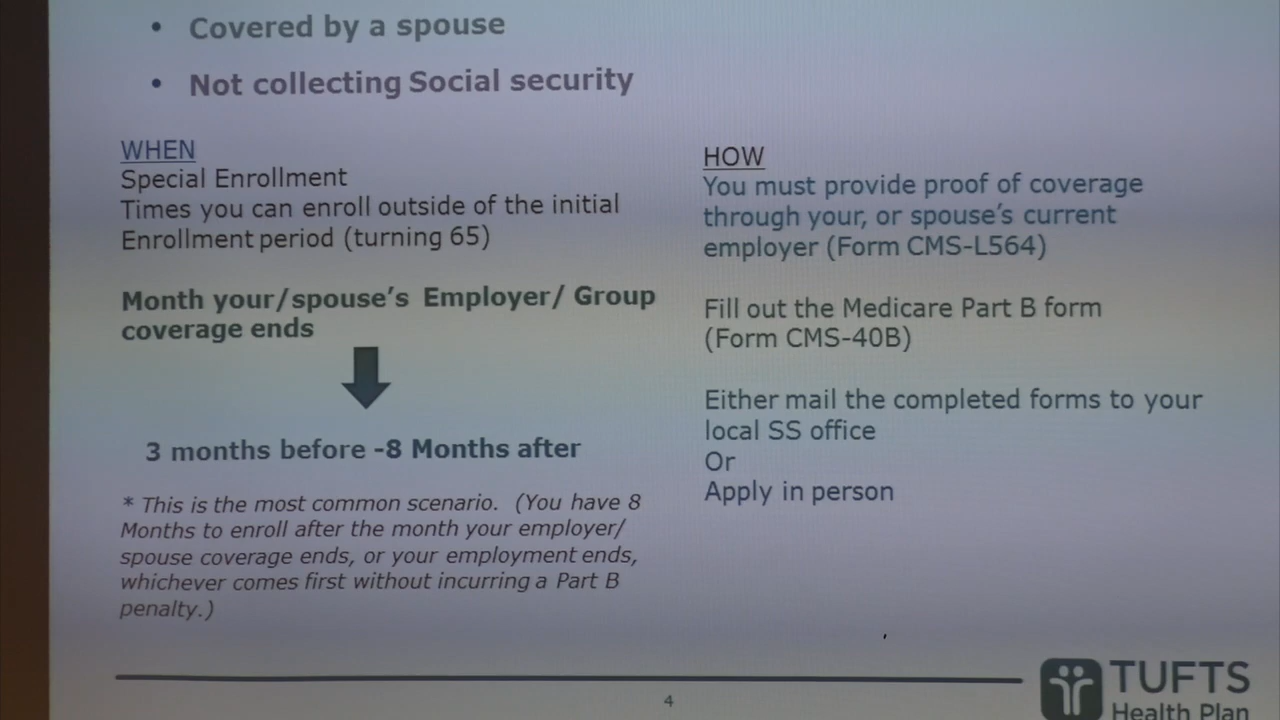 • Covered by a spouse
• Not collecting Social security
WHEN
Special Enrollment
Times you can enroll outside of the initial
Enrollment period (turning 65)
Month your/spouse's Employer/ Group
coverage ends
3 months before -8 Months after
* This is the most common scenario. (You have 8
Months to enroll after the month your employer/
spouse coverage ends, or your employment ends,
whichever comes first without incurring a Part B
penalty.)
HOW
You must provide proof of coverage
through your, or spouse's current
employer (Form CMS-L564)
Fill out the Medicare Part B form
(Form CMS-40B)
Either mail the completed forms to your
local SS office
Or
Apply in person
4
TUFTS
Health Plan